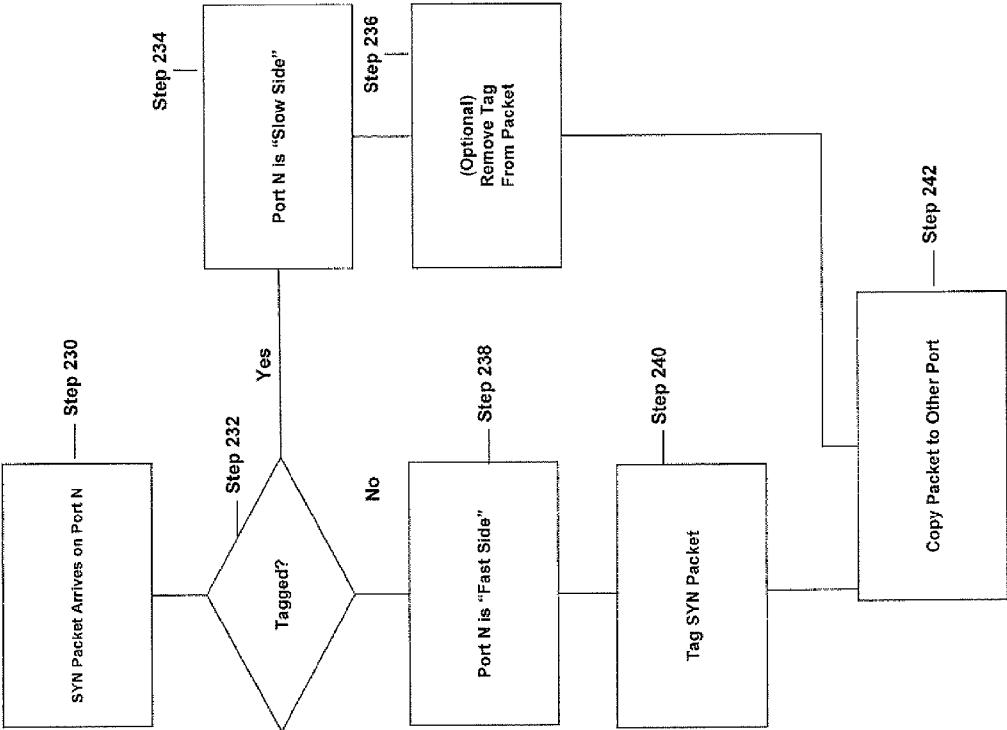 SYN Packet Arrives on Port N
Step 230
Tagged?
Step 232
Yes
Port N is "Slow Side"
Step 234
(Optional)
Remove Tag
From Packet
Step 236
No
Port N is "Fast Side"
Step 238
Tag SYN Packet
Step 240
Copy Packet to Other Port
Step 242